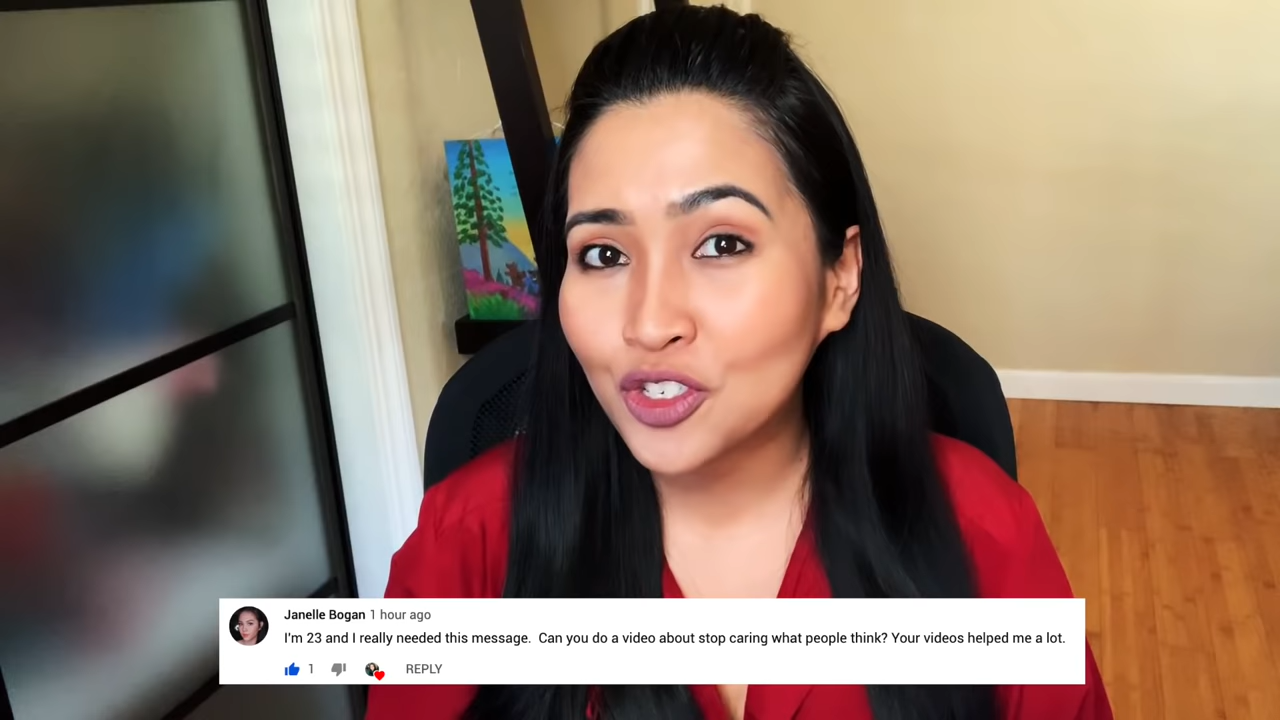 Janelle Bogan 1 hour ago
I'm 23 and I really needed this message.  Can you do a video about stop caring what people think? Your videos helped me a lot.
1 REPLY